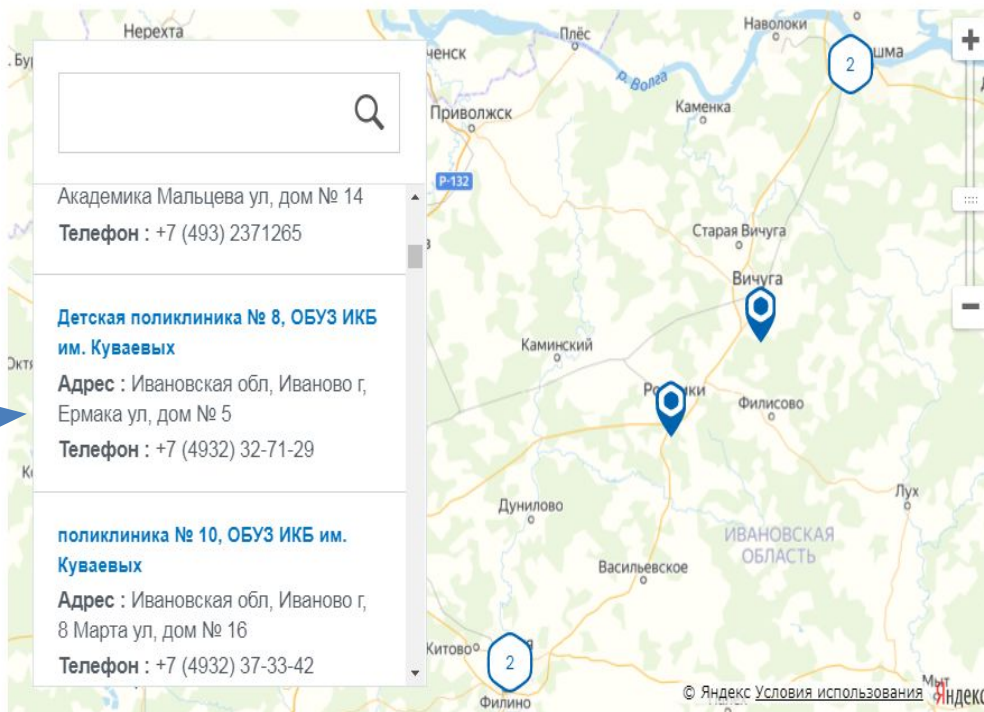 Академика Мальцева ул, дом № 14
Телефон : +7 (493) 2371265
Детская поликлиника № 8, ОБУЗ ИКБ
им. Куваевых
Адрес : Ивановская обл, Иваново г,
Ермака ул, дом № 5
Телефон : +7 (4932) 32-71-29
поликлиника № 10, ОБУЗ ИКБ им.
Куваевых
Адрес : Ивановская обл, Иваново г,
8 Марта ул, дом № 16
Телефон : +7 (4932) 37-33-42
Нерехта
Плёс
Наволоки
2
р. Волга
Каменка
Приволжск
Р-132
Старая Вичуга
Вичуга
Каминский
Филисово
Лух
Дунилово
ИВАНОВСКАЯ
ОБЛАСТЬ
Васильевское
Китово
2
Филино
© Яндекс Условия использования
Яндекс